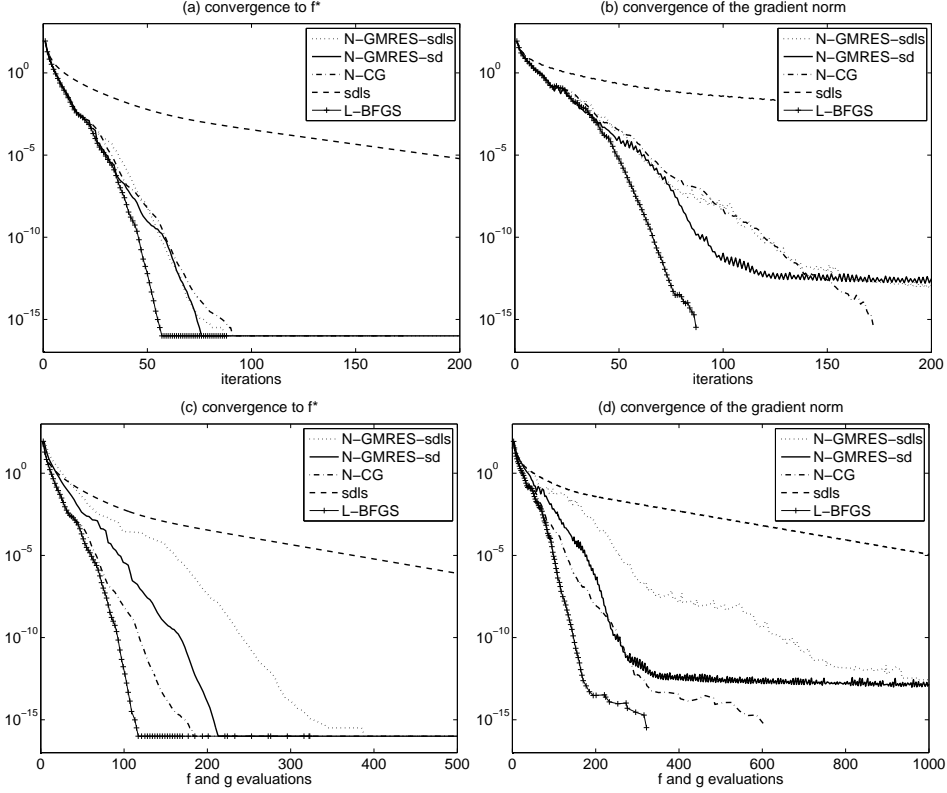 (a) convergence to f*
10^0
10^−5
10^−10
10^−15
0
50
100
150
200
iterations
N−GMRES−sdls
N−GMRES−sd
N−CG
sdls
L−BFGS
(b) convergence of the gradient norm
10^0
10^−5
10^−10
10^−15
0
50
100
150
200
iterations
N−GMRES−sdls
N−GMRES−sd
N−CG
sdls
L−BFGS
(c) convergence to f*
10^0
10^−5
10^−10
10^−15
0
100
200
300
400
500
f and g evaluations
N−GMRES−sdls
N−GMRES−sd
N−CG
sdls
L−BFGS
(d) convergence of the gradient norm
10^0
10^−5
10^−10
10^−15
0
200
400
600
800
1000
f and g evaluations
N−GMRES−sdls
N−GMRES−sd
N−CG
sdls
L−BFGS